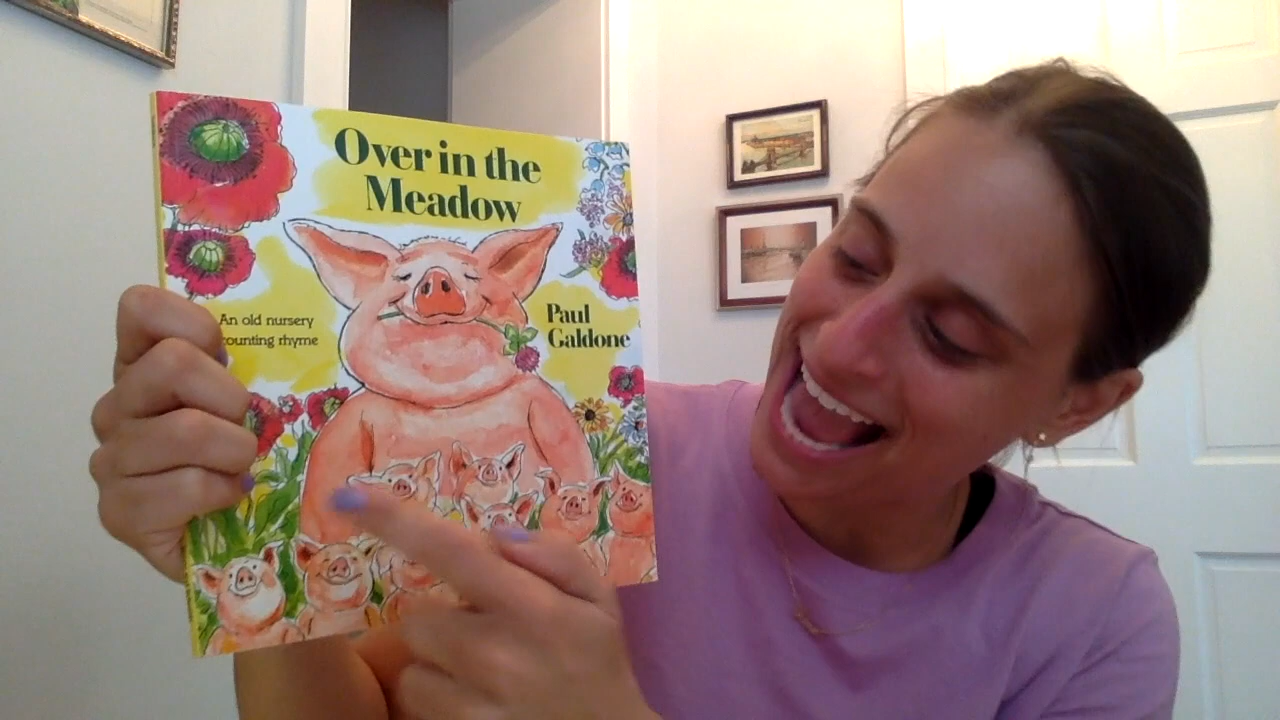 Over in the
Meadow
An old nursery
counting rhyme
Paul
Galdone